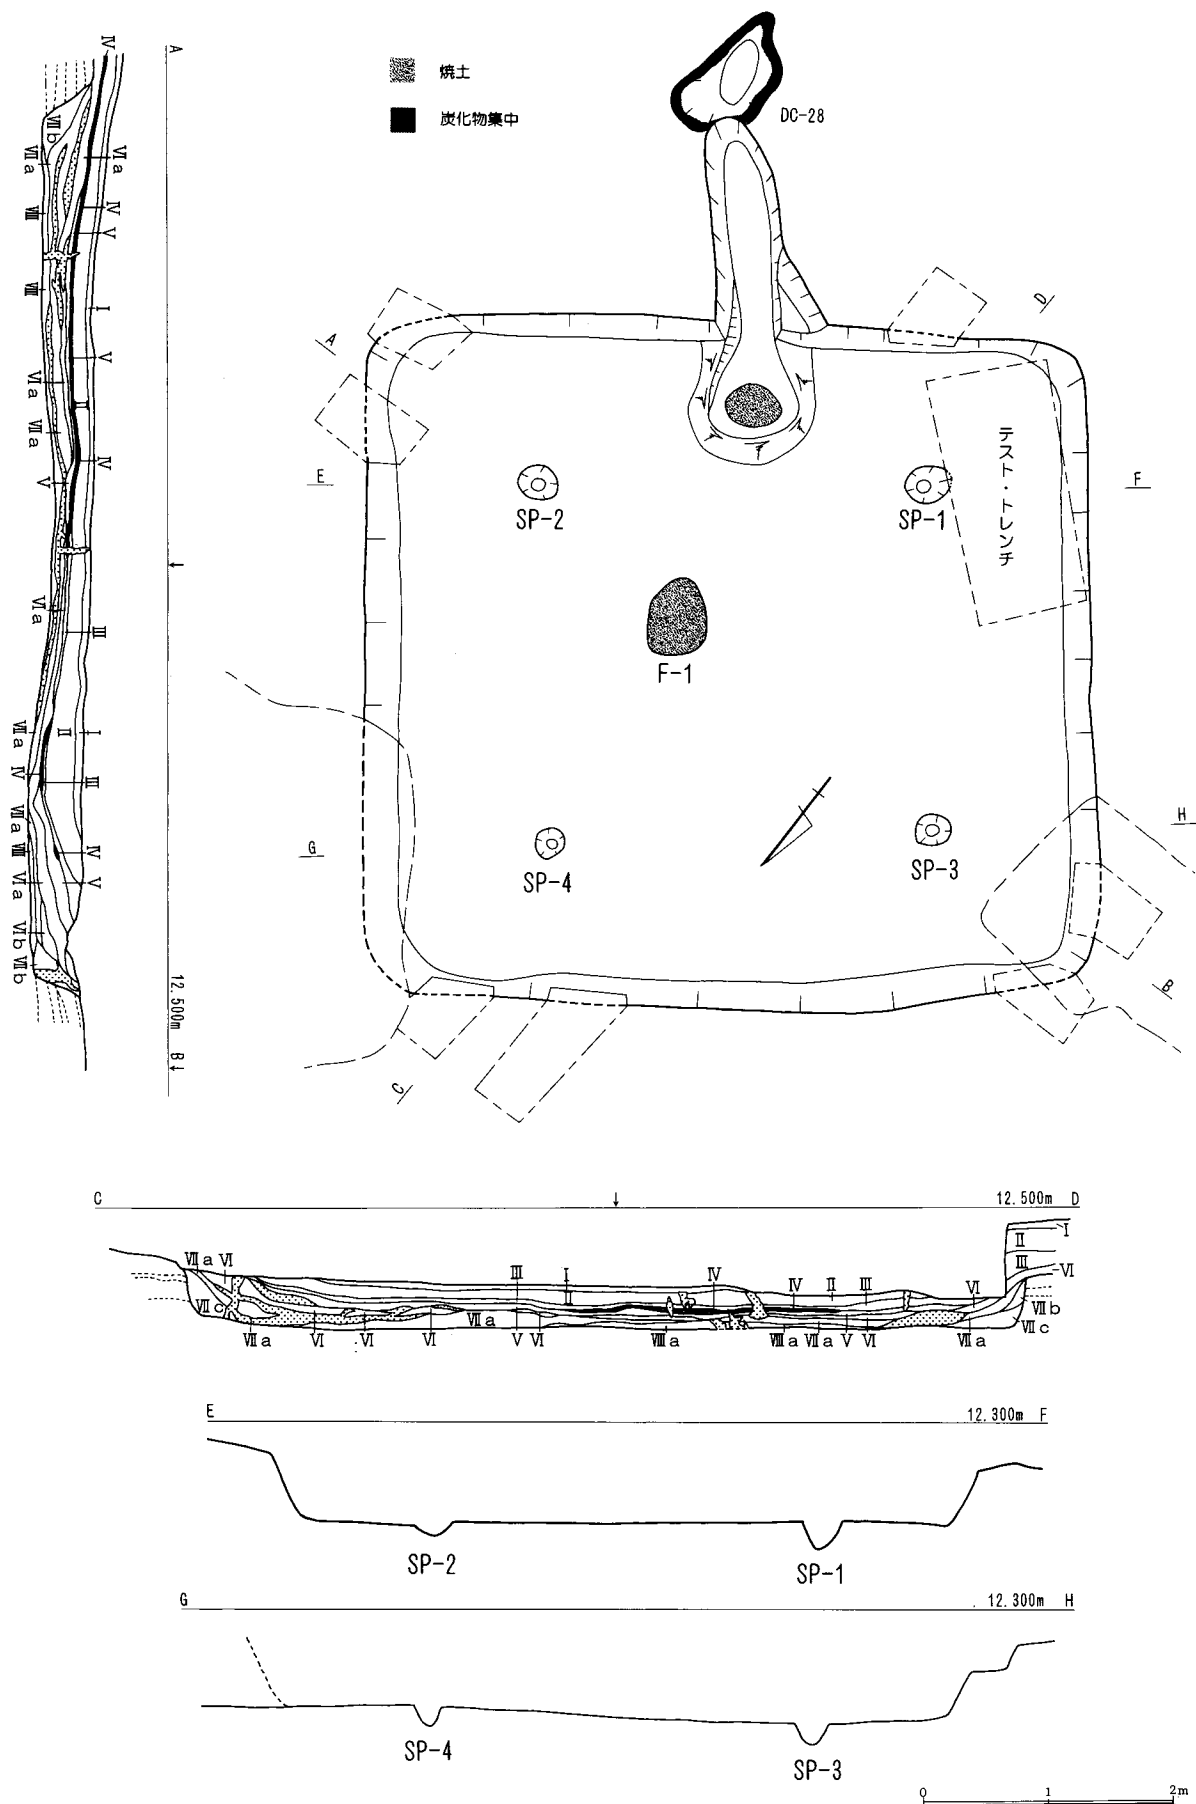 焼土
炭化物集中
DC-28
A
Ⅳ
Ⅶb
Ⅶa
Ⅵa
Ⅷ
Ⅳ
Ⅴ
Ⅷ
Ⅰ
Ⅴ
Ⅵa
Ⅱ
Ⅶa
Ⅳ
Ⅴ
Ⅵa
Ⅲ
Ⅶa
Ⅱ
Ⅰ
Ⅳ
Ⅲ
Ⅶa
Ⅷ
Ⅳ
Ⅵa
Ⅴ
Ⅵb
Ⅶb
12.500m B
A
D
E
F
SP-2
SP-1
テスト・トレンチ
F-1
G
H
SP-4
SP-3
B
C
C 12.500m D
Ⅶa Ⅵ Ⅲ Ⅰ Ⅱ Ⅳ Ⅳ Ⅱ Ⅲ Ⅵ Ⅰ Ⅱ Ⅲ Ⅵ
Ⅶc Ⅶb Ⅶc
Ⅶa Ⅵ Ⅵ Ⅵ Ⅶa Ⅴ Ⅵ Ⅷa Ⅷa Ⅶa Ⅴ Ⅵ Ⅶa
E 12.300m F
SP-2 SP-1
G 12.300m H
SP-4 SP-3
0 1 2m